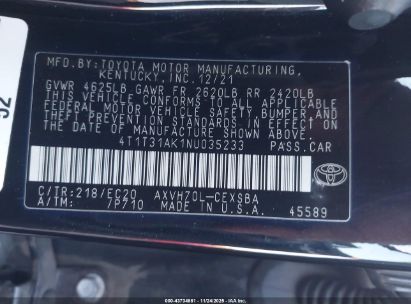 MFD. BY: TOYOTA MOTOR MANUFACTURING,
KENTUCKY, INC. 12/21
GVWR 4625LB GAWR FR 2620LB RR 2420LB
THIS VEHICLE CONFORMS TO ALL APPLICABLE
FEDERAL MOTOR VEHICLE SAFETY, BUMPER, AND
THEFT PREVENTION STANDARDS IN EFFECT ON
THE DATE OF MANUFACTURE SHOWN ABOVE.
4T1T31AK1NU035233 PASS.CAR
C/TR:218/EC20 AXVH70L-CEXSBA
A/TM: /P710 MADE IN U.S.A. 45589
TOYOTA